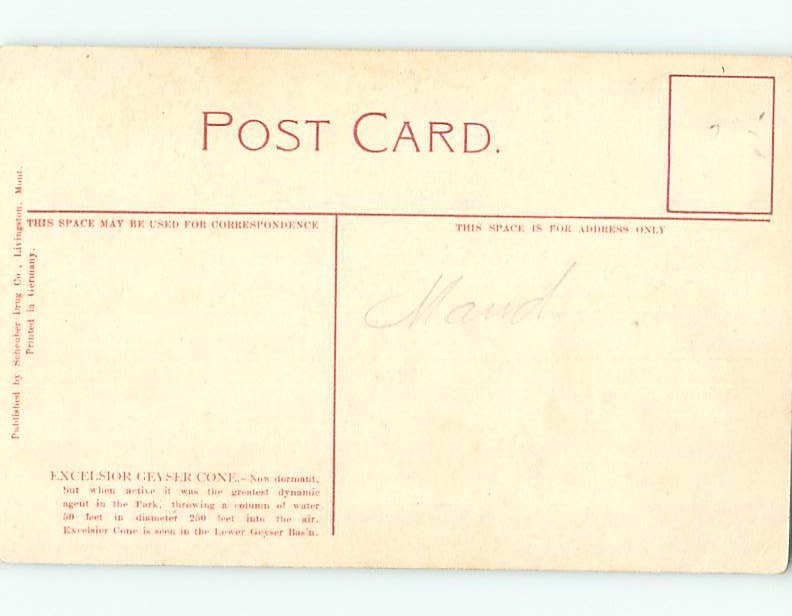 POST CARD.
THIS SPACE MAY BE USED FOR CORRESPONDENCE
THIS SPACE IS FOR ADDRESS ONLY
Published by Scheuber Drug Co., Livingston, Mont.
Printed in Germany.
Maud
EXCELSIOR GEYSER CONE.—Now dormant,
but when active it was the greatest dynamic
agent in the Park, throwing a column of water
50 feet in diameter 250 feet into the air.
Excelsior Cone is seen in the Lower Geyser Basin.